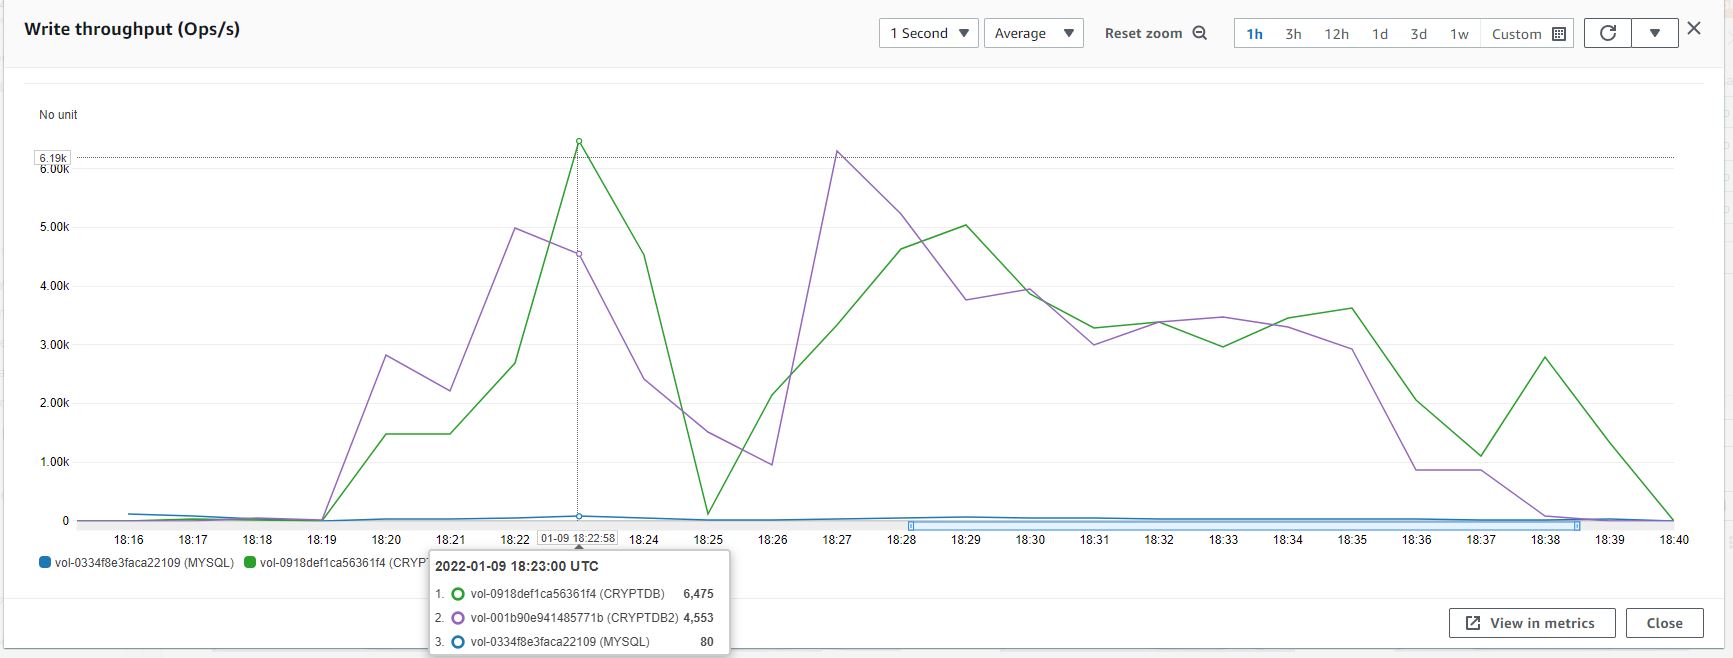 Write throughput (Ops/s)
1 Second Average Reset zoom 1h 3h 12h 1d 3d 1w Custom
No unit
6.19k
6.00k
5.00k
4.00k
3.00k
2.00k
1.00k
0
18:16 18:17 18:18 18:19 18:20 18:21 18:22 01-09 18:22:58 18:24 18:25 18:26 18:27 18:28 18:29 18:30 18:31 18:32 18:33 18:34 18:35 18:36 18:37 18:38 18:39 18:40
vol-0334f8e3faca22109 (MYSQL) vol-0918def1ca56361f4 (CRYPT
2022-01-09 18:23:00 UTC
1. vol-0918def1ca56361f4 (CRYPTDB) 6,475
2. vol-001b90e941485771b (CRYPTDB2) 4,553
3. vol-0334f8e3faca22109 (MYSQL) 80
View in metrics Close